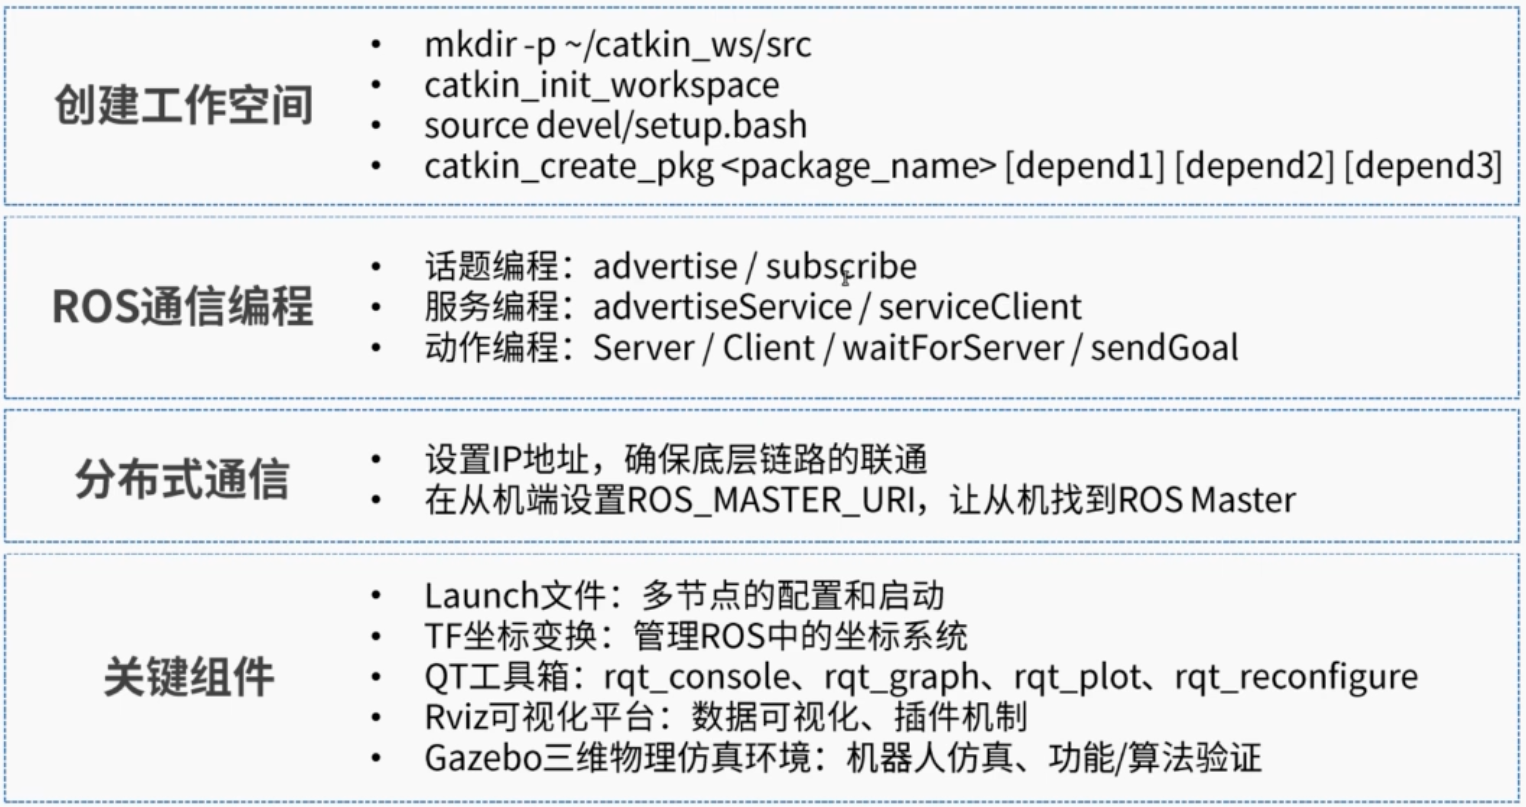 创建工作空间
• mkdir -p ~/catkin_ws/src
• catkin_init_workspace
• source devel/setup.bash
• catkin_create_pkg <package_name> [depend1] [depend2] [depend3]
ROS通信编程
• 话题编程：advertise / subscribe
• 服务编程：advertiseService / serviceClient
• 动作编程：Server / Client / waitForServer / sendGoal
分布式通信
• 设置IP地址，确保底层链路的联通
• 在从机端设置ROS_MASTER_URI，让从机找到ROS Master
关键组件
• Launch文件：多节点的配置和启动
• TF坐标变换：管理ROS中的坐标系统
• QT工具箱：rqt_console、rqt_graph、rqt_plot、rqt_reconfigure
• Rviz可视化平台：数据可视化、插件机制
• Gazebo三维物理仿真环境：机器人仿真、功能/算法验证